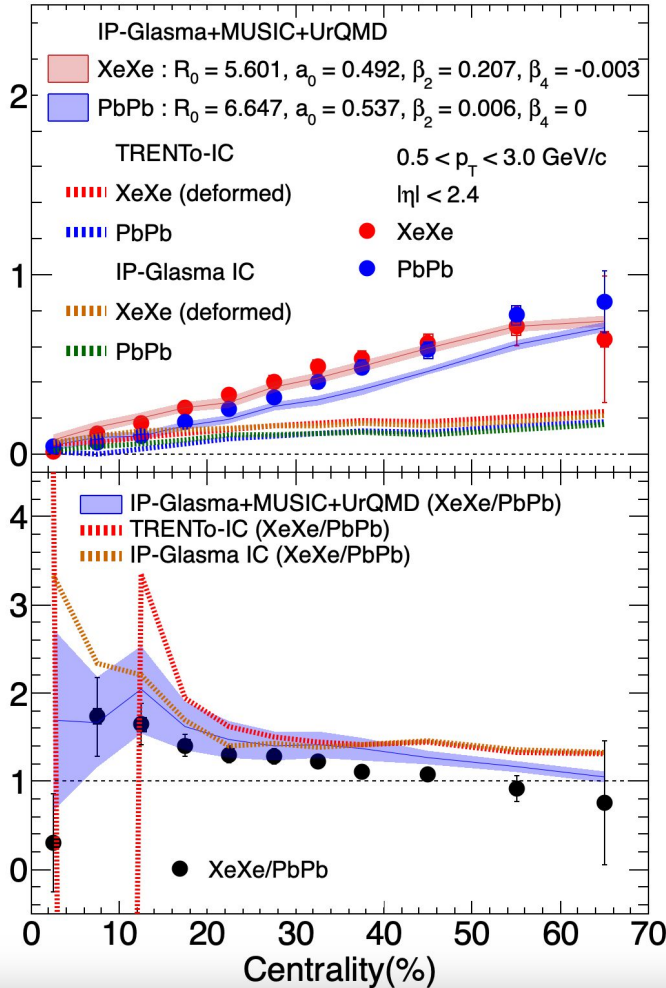 IP-Glasma+MUSIC+UrQMD
XeXe : R₀ = 5.601, a₀ = 0.492, β₂ = 0.207, β₄ = -0.003
PbPb : R₀ = 6.647, a₀ = 0.537, β₂ = 0.006, β₄ = 0
2
TRENTo-IC
0.5 < p_T < 3.0 GeV/c
XeXe (deformed)
|η| < 2.4
PbPb
XeXe
IP-Glasma IC
PbPb
1
XeXe (deformed)
PbPb
0
IP-Glasma+MUSIC+UrQMD (XeXe/PbPb)
4
TRENTo-IC (XeXe/PbPb)
IP-Glasma IC (XeXe/PbPb)
3
2
1
0
XeXe/PbPb
0 10 20 30 40 50 60 70
Centrality(%)